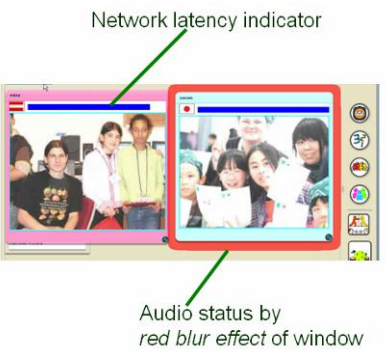 Network latency indicator
Audio status by
red blur effect of window